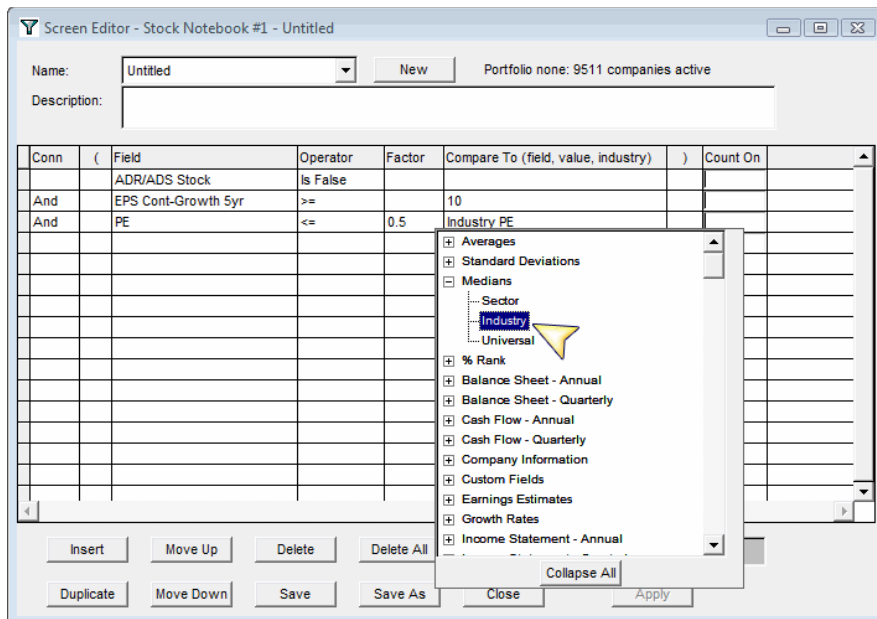 Screen Editor - Stock Notebook #1 - Untitled
Name: Untitled New Portfolio none: 9511 companies active
Description:
Conn ( Field Operator Factor Compare To (field, value, industry) ) Count On
ADR/ADS Stock Is False
And EPS Cont-Growth 5yr >= 10
And PE <= 0.5 Industry PE
Averages
Standard Deviations
Medians
Sector
Industry
Universal
% Rank
Balance Sheet - Annual
Balance Sheet - Quarterly
Cash Flow - Annual
Cash Flow - Quarterly
Company Information
Custom Fields
Earnings Estimates
Growth Rates
Income Statement - Annual
Collapse All
Insert Move Up Delete Delete All
Duplicate Move Down Save Save As Close Apply